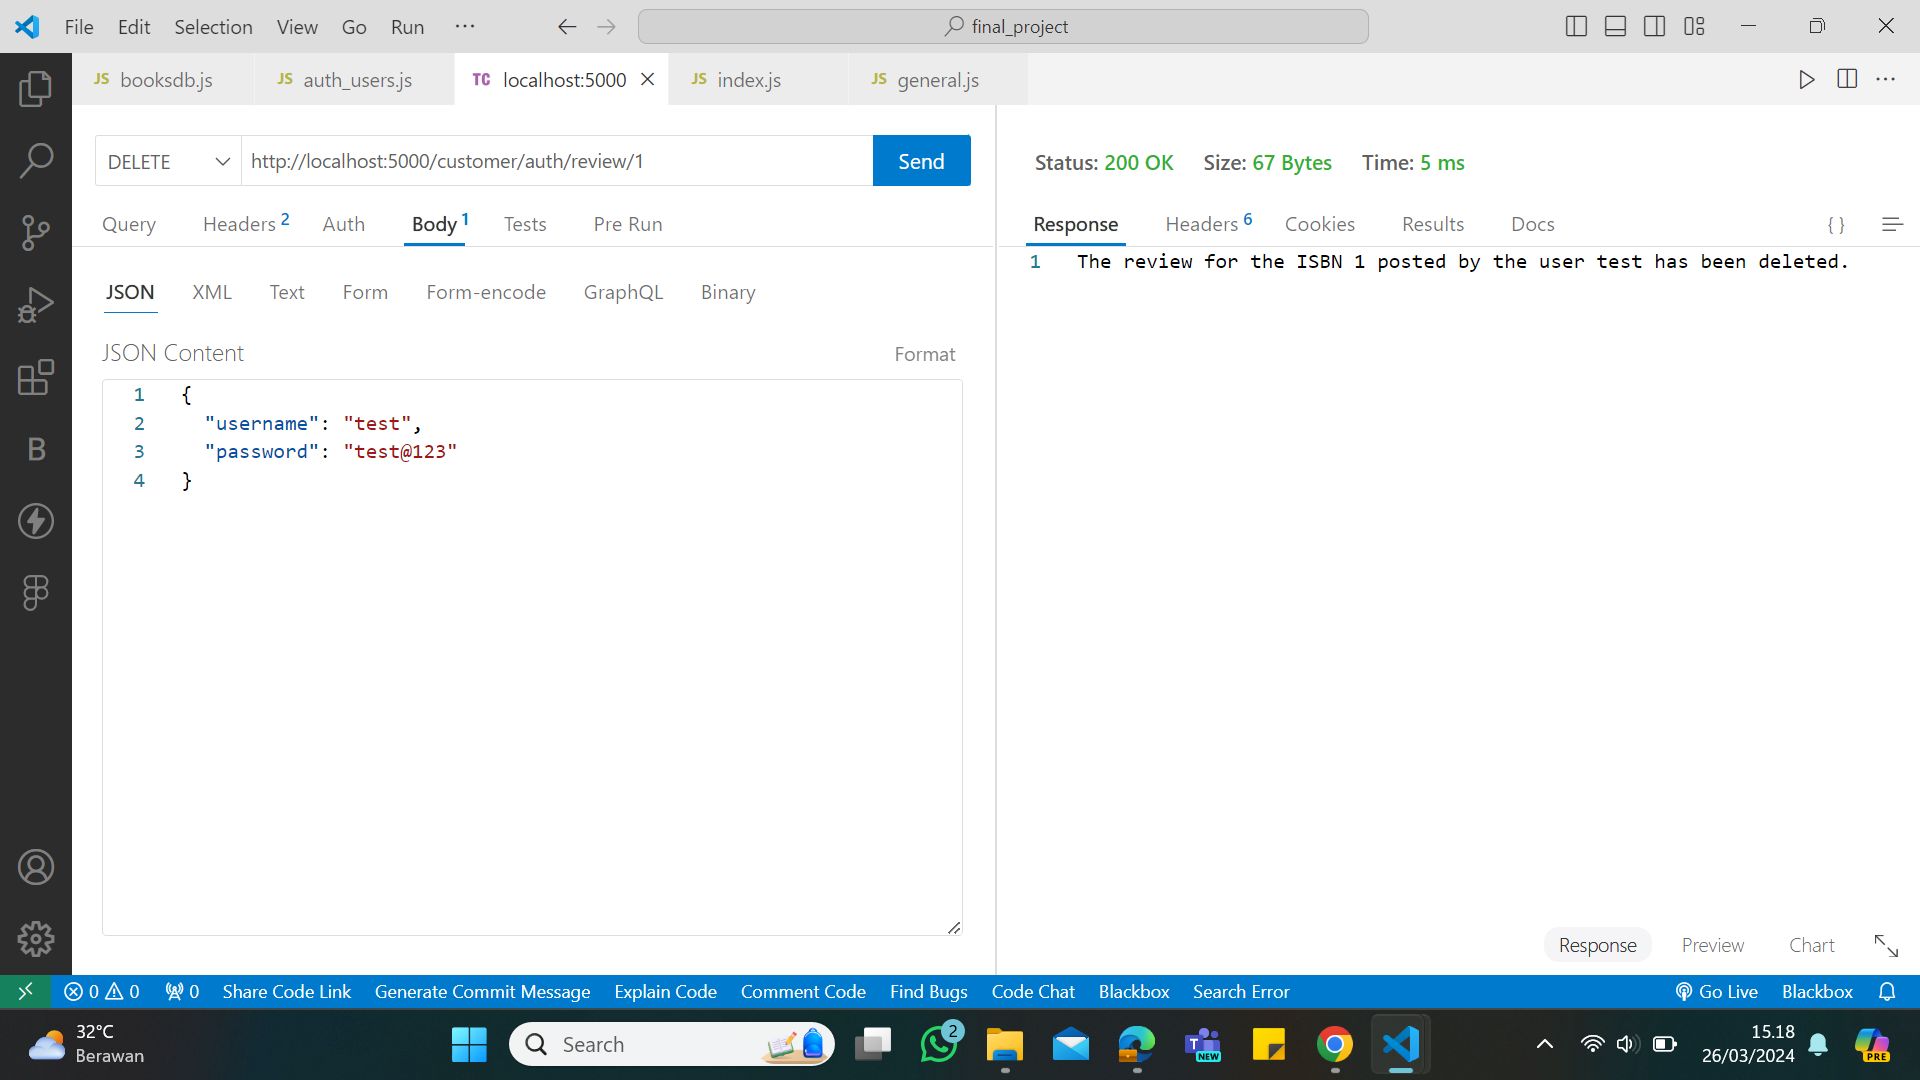 File Edit Selection View Go Run ··· final_project
JS booksdb.js JS auth_users.js TC localhost:5000 JS index.js JS general.js
DELETE http://localhost:5000/customer/auth/review/1 Send
Status: 200 OK Size: 67 Bytes Time: 5 ms
Query Headers 2 Auth Body 1 Tests Pre Run
Response Headers 6 Cookies Results Docs { }
1 The review for the ISBN 1 posted by the user test has been deleted.
JSON XML Text Form Form-encode GraphQL Binary
JSON Content Format
1 {
2 "username": "test",
3 "password": "test@123"
4 }
B
Response Preview Chart
0 0 0 Share Code Link Generate Commit Message Explain Code Comment Code Find Bugs Code Chat Blackbox Search Error Go Live Blackbox
32°C
Berawan
Search
2
T
NEW
15.18
26/03/2024
PRE